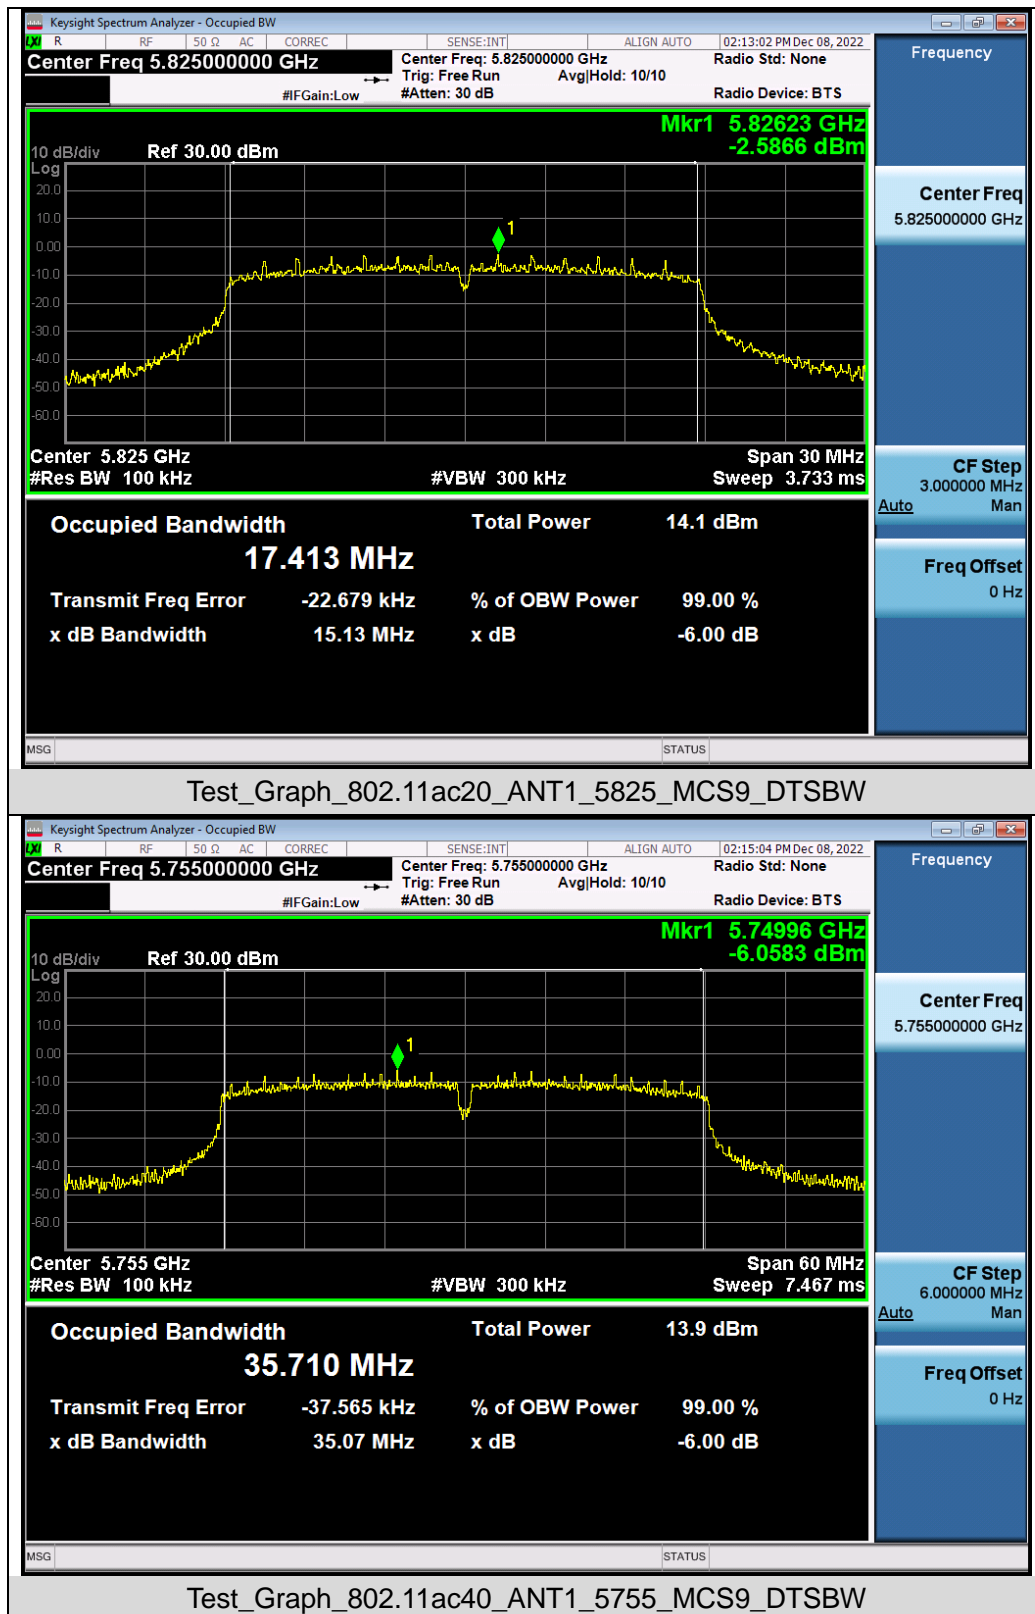 Keysight Spectrum Analyzer - Occupied BW
LXI R RF 50 Ω AC CORREC SENSE:INT ALIGN AUTO 02:13:02 PM Dec 08, 2022
Center Freq 5.825000000 GHz
Center Freq: 5.825000000 GHz Radio Std: None
Trig: Free Run Avg|Hold: 10/10
#IFGain:Low #Atten: 30 dB Radio Device: BTS
Frequency
Mkr1 5.82623 GHz
-2.5866 dBm
10 dB/div Ref 30.00 dBm
Log
20.0
10.0
0.00
-10.0
-20.0
-30.0
-40.0
-50.0
-60.0
1
Center 5.825 GHz Span 30 MHz
#Res BW 100 kHz #VBW 300 kHz Sweep 3.733 ms
Center Freq
5.825000000 GHz
CF Step
3.000000 MHz
Auto Man
Freq Offset
0 Hz
Occupied Bandwidth Total Power 14.1 dBm
17.413 MHz
Transmit Freq Error -22.679 kHz % of OBW Power 99.00 %
x dB Bandwidth 15.13 MHz x dB -6.00 dB
MSG STATUS
Test_Graph_802.11ac20_ANT1_5825_MCS9_DTSBW
Keysight Spectrum Analyzer - Occupied BW
LXI R RF 50 Ω AC CORREC SENSE:INT ALIGN AUTO 02:15:04 PM Dec 08, 2022
Center Freq 5.755000000 GHz
Center Freq: 5.755000000 GHz Radio Std: None
Trig: Free Run Avg|Hold: 10/10
#IFGain:Low #Atten: 30 dB Radio Device: BTS
Frequency
Mkr1 5.74996 GHz
-6.0583 dBm
10 dB/div Ref 30.00 dBm
Log
20.0
10.0
0.00
-10.0
-20.0
-30.0
-40.0
-50.0
-60.0
1
Center 5.755 GHz Span 60 MHz
#Res BW 100 kHz #VBW 300 kHz Sweep 7.467 ms
Center Freq
5.755000000 GHz
CF Step
6.000000 MHz
Auto Man
Freq Offset
0 Hz
Occupied Bandwidth Total Power 13.9 dBm
35.710 MHz
Transmit Freq Error -37.565 kHz % of OBW Power 99.00 %
x dB Bandwidth 35.07 MHz x dB -6.00 dB
MSG STATUS
Test_Graph_802.11ac40_ANT1_5755_MCS9_DTSBW